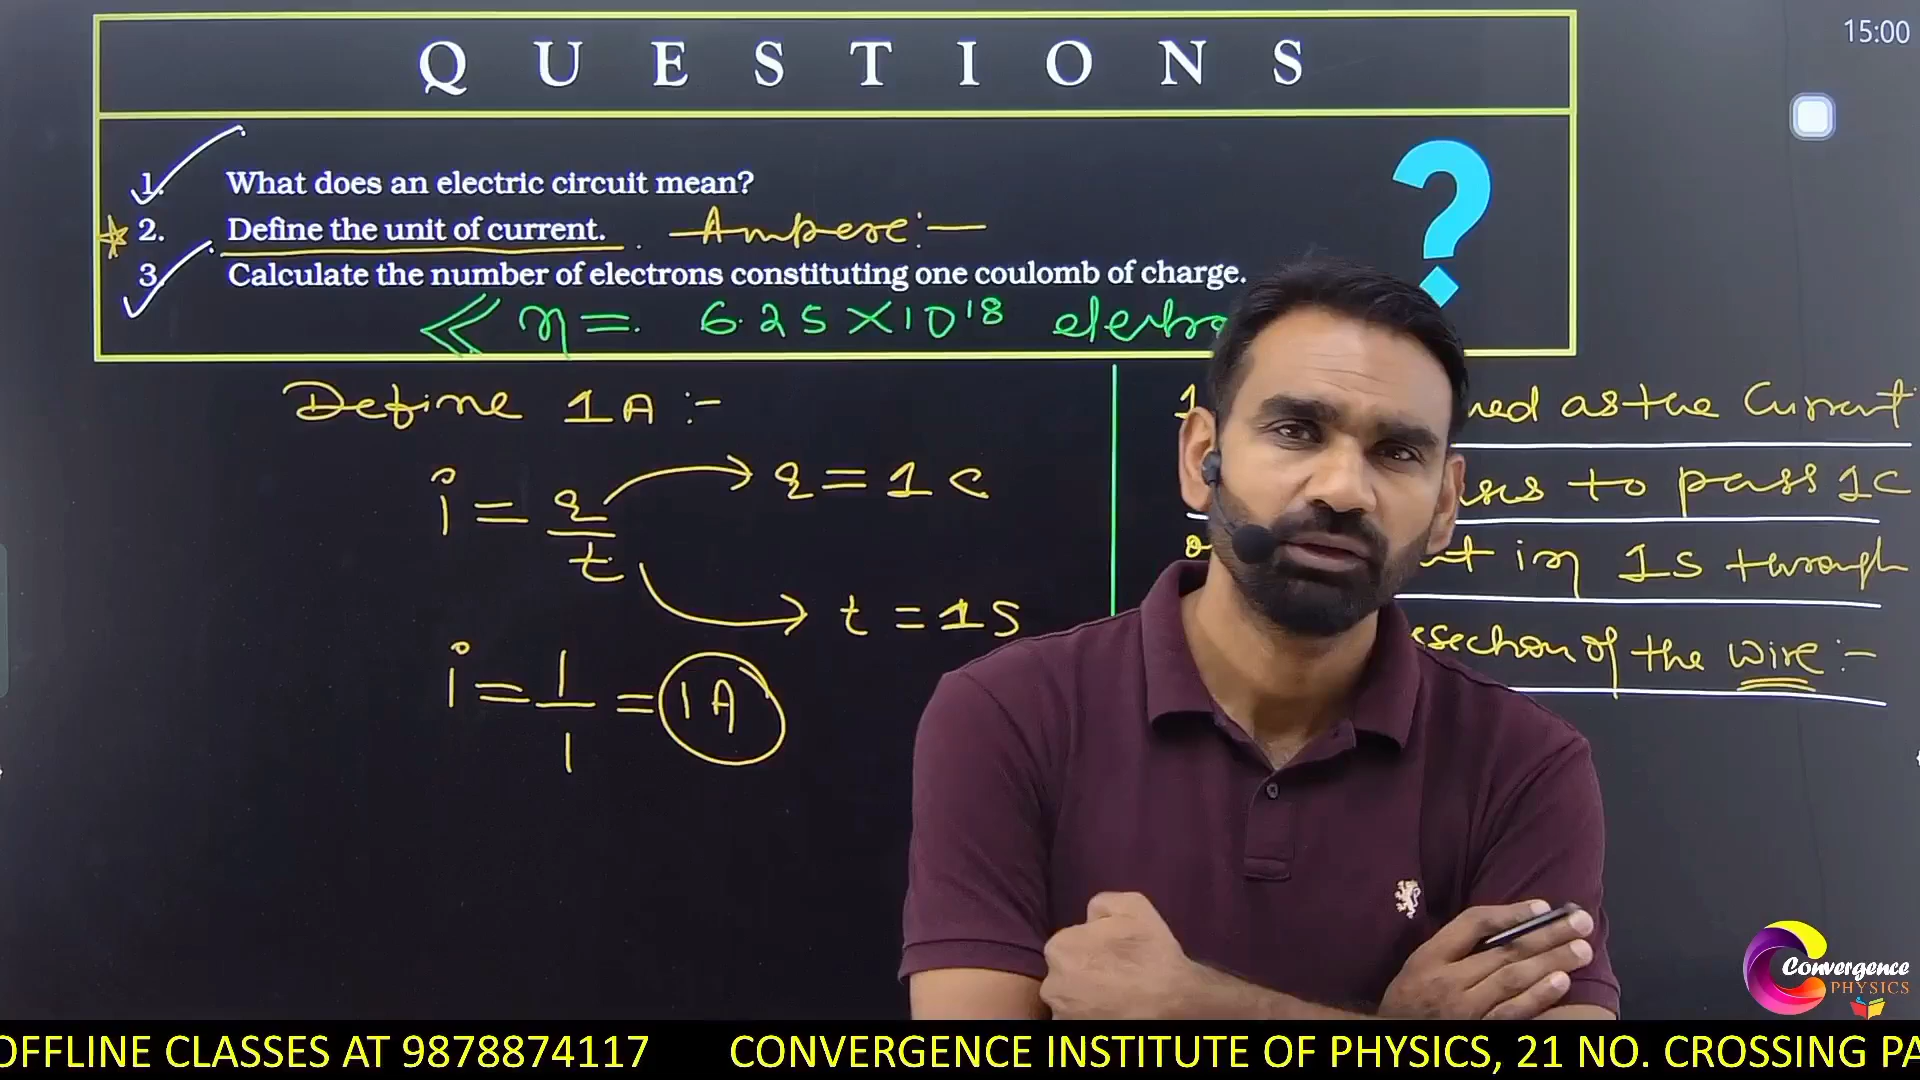 15:00
QUESTIONS
1. What does an electric circuit mean?
2. Define the unit of current. Ampere:-
3. Calculate the number of electrons constituting one coulomb of charge.
?
n = 6.25×10¹⁸
Define 1A :-
i = q/t
q = 1C
t = 1S
i = 1/1 = 1A
1 as the Current
to pass 1C
in 1s through
of the wire :-
Convergence
PHYSICS
OFFLINE CLASSES AT 9878874117 CONVERGENCE INSTITUTE OF PHYSICS, 21 NO. CROSSING PA